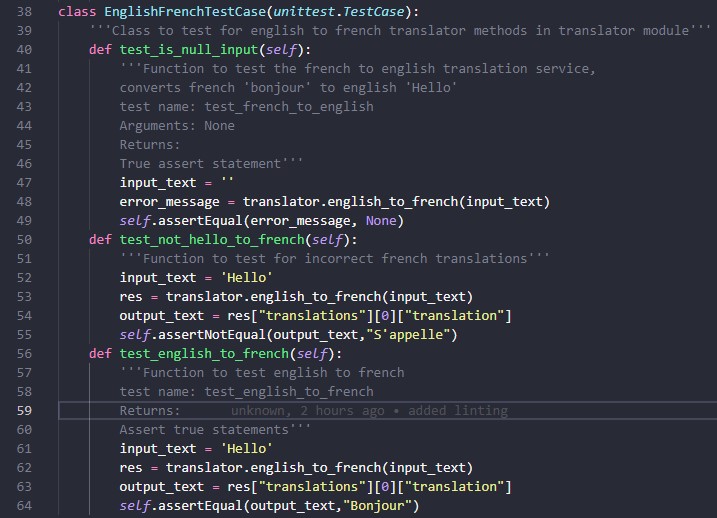 38 class EnglishFrenchTestCase(unittest.TestCase):
39     '''Class to test for english to french translator methods in translator module'''
40     def test_is_null_input(self):
41         '''Function to test the french to english translation service,
42         converts french 'bonjour' to english 'Hello'
43         test name: test_french_to_english
44         Arguments: None
45         Returns:
46         True assert statement'''
47         input_text = ''
48         error_message = translator.english_to_french(input_text)
49         self.assertEqual(error_message, None)
50     def test_not_hello_to_french(self):
51         '''Function to test for incorrect french translations'''
52         input_text = 'Hello'
53         res = translator.english_to_french(input_text)
54         output_text = res["translations"][0]["translation"]
55         self.assertNotEqual(output_text,"S'appelle")
56     def test_english_to_french(self):
57         '''Function to test english to french
58         test name: test_english_to_french
59         Returns:     unknown, 2 hours ago • added linting
60         Assert true statements'''
61         input_text = 'Hello'
62         res = translator.english_to_french(input_text)
63         output_text = res["translations"][0]["translation"]
64         self.assertEqual(output_text,"Bonjour")